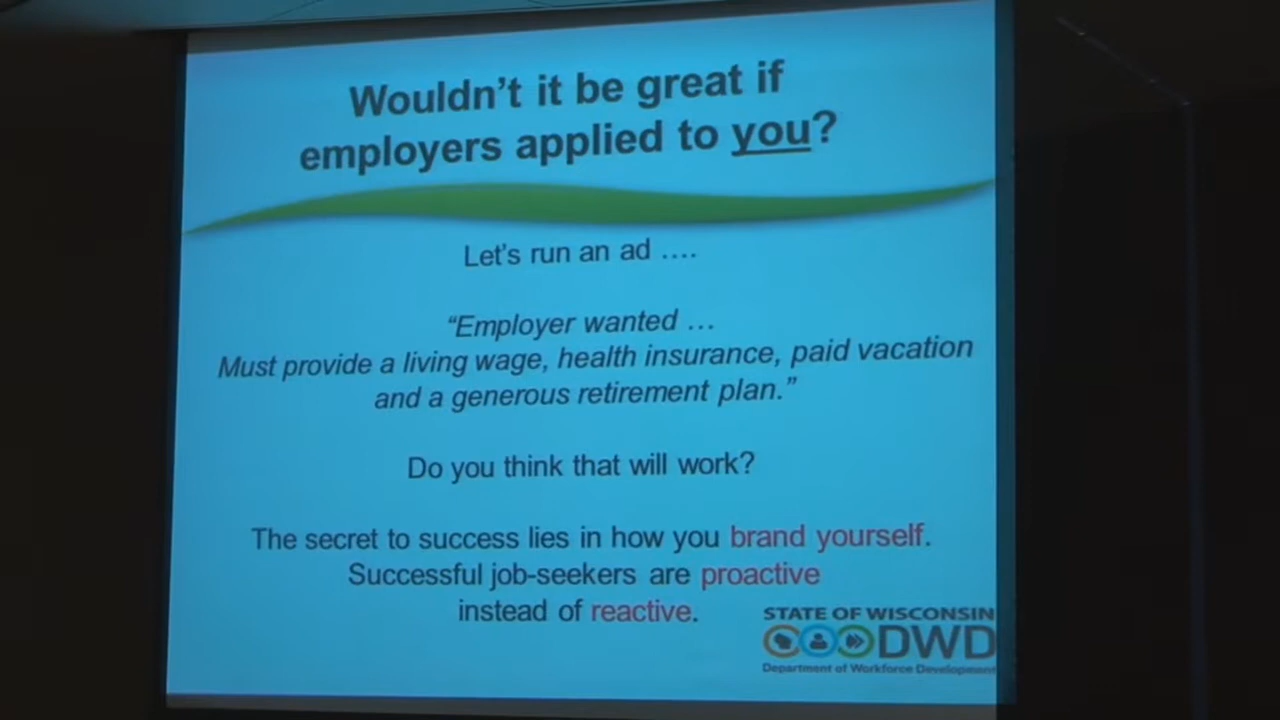 Wouldn't it be great if
employers applied to you?
Let's run an ad ....
“Employer wanted …
Must provide a living wage, health insurance, paid vacation
and a generous retirement plan.”
Do you think that will work?
The secret to success lies in how you brand yourself.
Successful job-seekers are proactive
instead of reactive.
STATE OF WISCONSIN
DWD
Department of Workforce Development